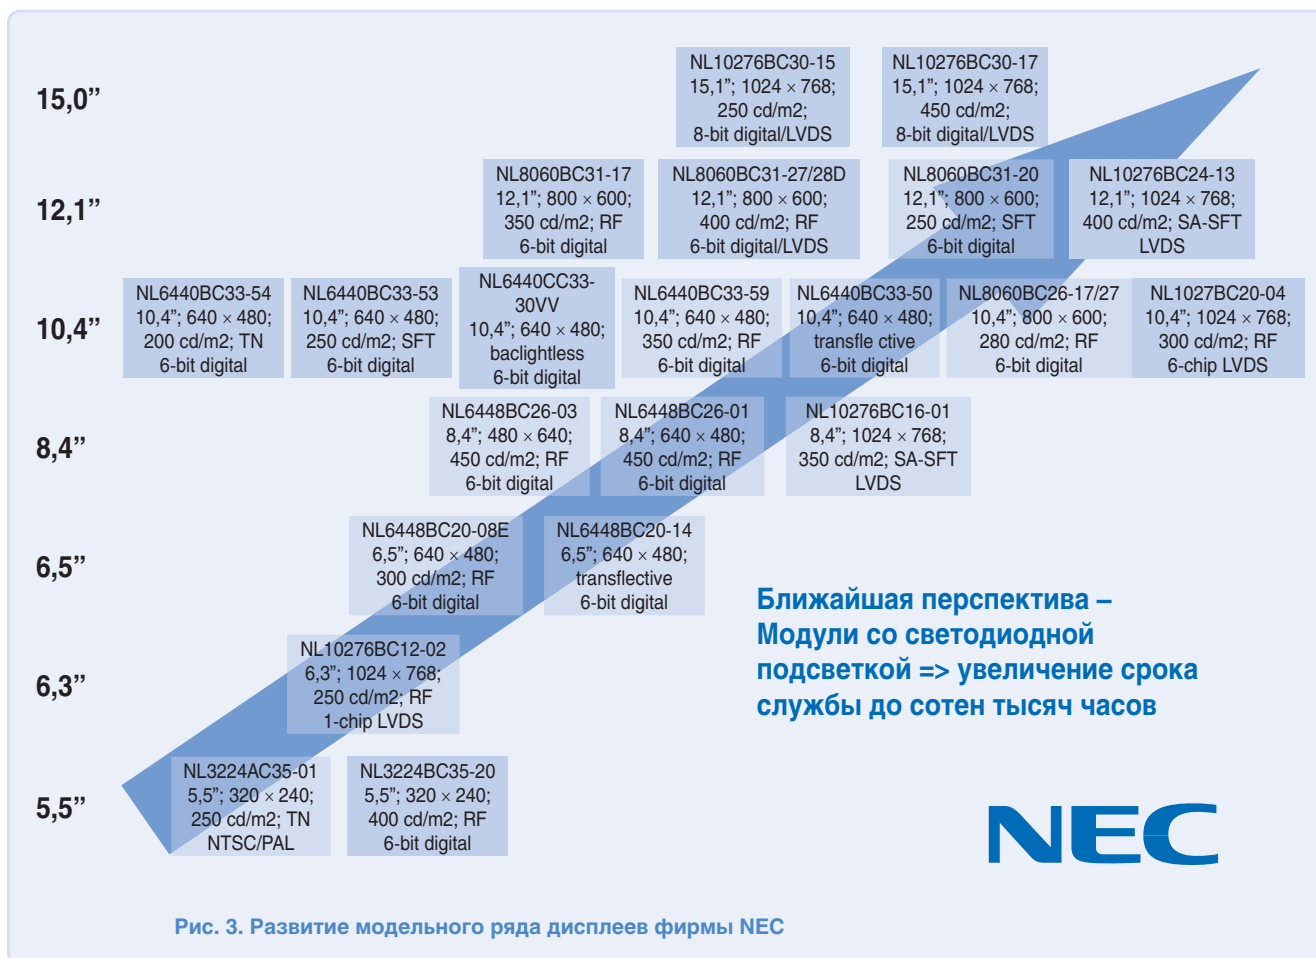 15,0”
NL10276BC30-15
15,1”; 1024 × 768;
250 cd/m2;
8-bit digital/LVDS
NL10276BC30-17
15,1”; 1024 × 768;
450 cd/m2;
8-bit digital/LVDS
12,1”
NL8060BC31-17
12,1”; 800 × 600;
350 cd/m2; RF
6-bit digital
NL8060BC31-27/28D
12,1”; 800 × 600;
400 cd/m2; RF
6-bit digital/LVDS
NL8060BC31-20
12,1”; 800 × 600;
250 cd/m2; SFT
6-bit digital
NL10276BC24-13
12,1”; 1024 × 768;
400 cd/m2; SA-SFT
LVDS
10,4”
NL6440BC33-54
10,4”; 640 × 480;
200 cd/m2; TN
6-bit digital
NL6440BC33-53
10,4”; 640 × 480;
250 cd/m2; SFT
6-bit digital
NL6440CC33-
30VV
10,4”; 640 × 480;
baclightless
6-bit digital
NL6440BC33-59
10,4”; 640 × 480;
350 cd/m2; RF
6-bit digital
NL6440BC33-50
10,4”; 640 × 480;
transfle ctive
6-bit digital
NL8060BC26-17/27
10,4”; 800 × 600;
280 cd/m2; RF
6-bit digital
NL1027BC20-04
10,4”; 1024 × 768;
300 cd/m2; RF
6-chip LVDS
8,4”
NL6448BC26-03
8,4”; 480 × 640;
450 cd/m2; RF
6-bit digital
NL6448BC26-01
8,4”; 640 × 480;
450 cd/m2; RF
6-bit digital
NL10276BC16-01
8,4”; 1024 × 768;
350 cd/m2; SA-SFT
LVDS
6,5”
NL6448BC20-08E
6,5”; 640 × 480;
300 cd/m2; RF
6-bit digital
NL6448BC20-14
6,5”; 640 × 480;
transflective
6-bit digital
Ближайшая перспектива –
Модули со светодиодной
подсветкой => увеличение срока
службы до сотен тысяч часов
6,3”
NL10276BC12-02
6,3”; 1024 × 768;
250 cd/m2; RF
1-chip LVDS
5,5”
NL3224AC35-01
5,5”; 320 × 240;
250 cd/m2; TN
NTSC/PAL
NL3224BC35-20
5,5”; 320 × 240;
400 cd/m2; RF
6-bit digital
NEC
Рис. 3. Развитие модельного ряда дисплеев фирмы NEC